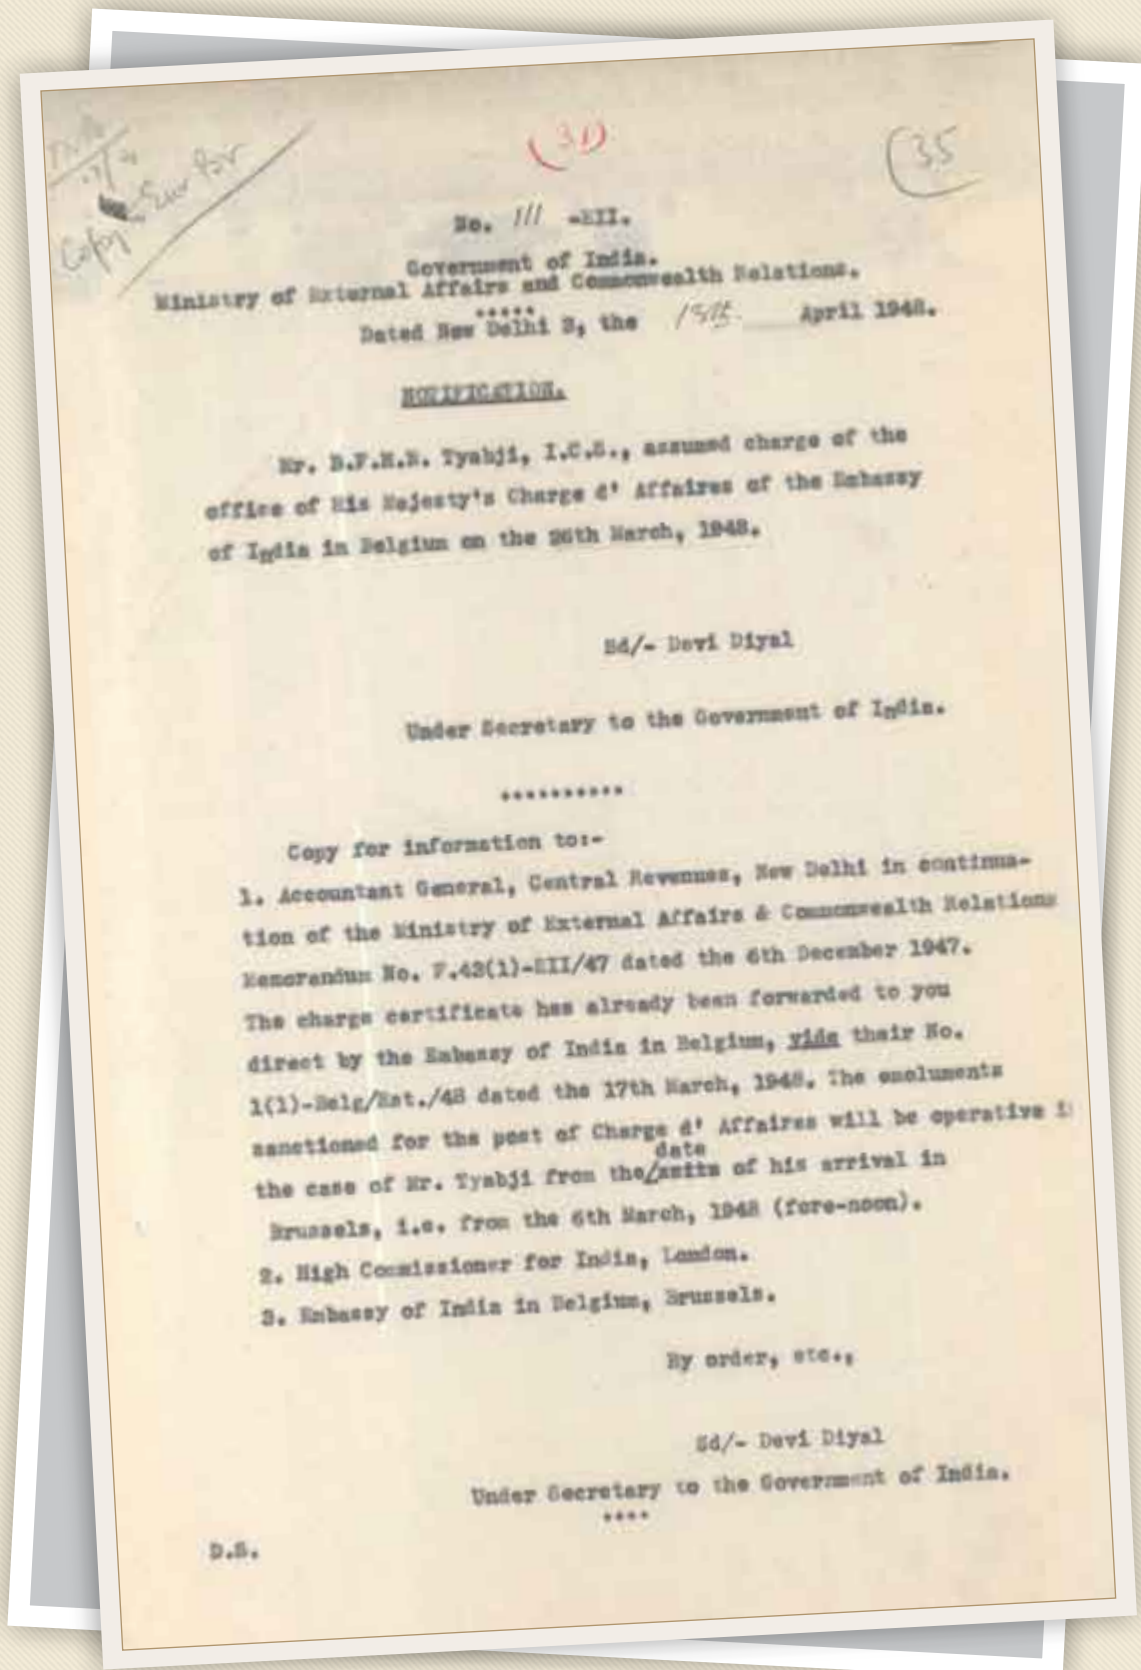 (31)
(35)
Copy Eur
No. 111 -EII.
Government of India.
Ministry of External Affairs and Commonwealth Relations.
*****
Dated New Delhi 3, the 15th April 1948.
NOTIFICATION.
Mr. B.F.H.B. Tyabji, I.C.S., assumed charge of the
office of His Majesty's Charge d' Affaires of the Embassy
of India in Belgium on the March, 1948.
Sd/- Devi Diyal
Under Secretary to the Government of India.
**********
Copy for information to:-
1. Accountant General, Central Revenues, New Delhi in continua-
tion of the Ministry of External Affairs & Commonwealth Relations
Memorandum No. F.43(1)-EII/47 dated the 6th December 1947.
The charge certificate has already been forwarded to you
direct by the Embassy of India in Belgium, vide their No.
1(1)-Belg/Est./48 dated the 17th March, 1948. The emoluments
sanctioned for the post of Charge d' Affaires will be operative i
date
the case of Mr. Tyabji from the/ of his arrival in
Brussels, i.e. from the 6th March, 1948 (fore-noon).
2. High Commissioner for India, London.
3. Embassy of India in Belgium, Brussels.
By order, etc.,
Sd/- Devi Diyal
Under Secretary to the Government of India.
****
D.S.